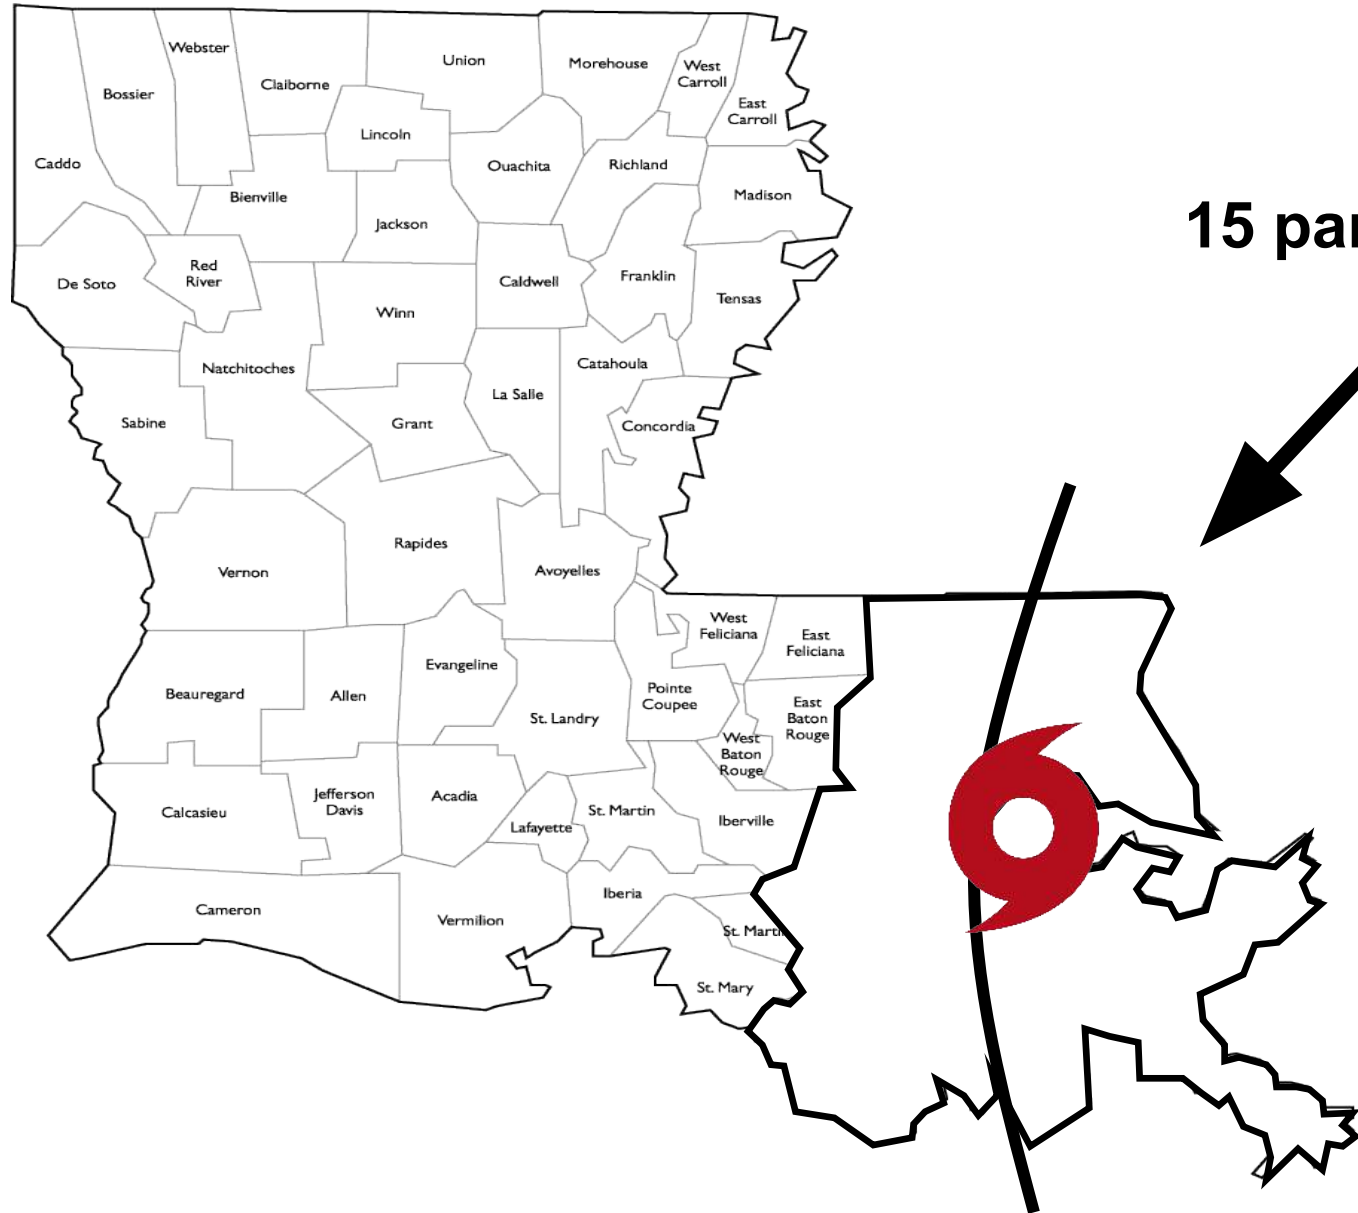 Webster
Union
Morehouse
West
Carroll
Claiborne
Bossier
East
Carroll
Lincoln
Caddo
Ouachita
Richland
Bienville
Madison
Jackson
15 par
Red
River
De Soto
Caldwell
Franklin
Tensas
Winn
Natchitoches
Catahoula
La Salle
Sabine
Grant
Concordia
Rapides
Vernon
Avoyelles
West
Feliciana
East
Feliciana
Evangeline
Beauregard
Allen
Pointe
Coupee
St. Landry
East
Baton
Rouge
West
Baton
Rouge
Jefferson
Davis
Acadia
Calcasieu
St. Martin
Lafayette
Iberville
Iberia
Cameron
Vermilion
St. Martin
St. Mary